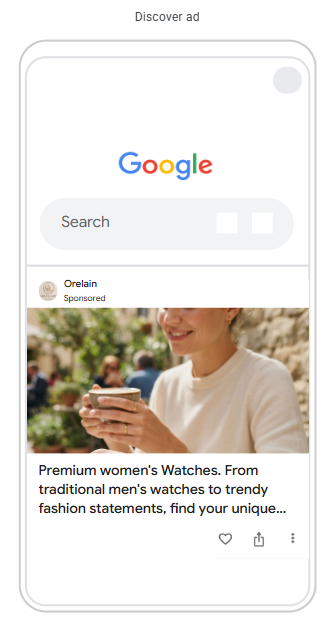 Discover ad
Google
Search
Orelain
Sponsored
Premium women's Watches. From
traditional men's watches to trendy
fashion statements, find your unique...